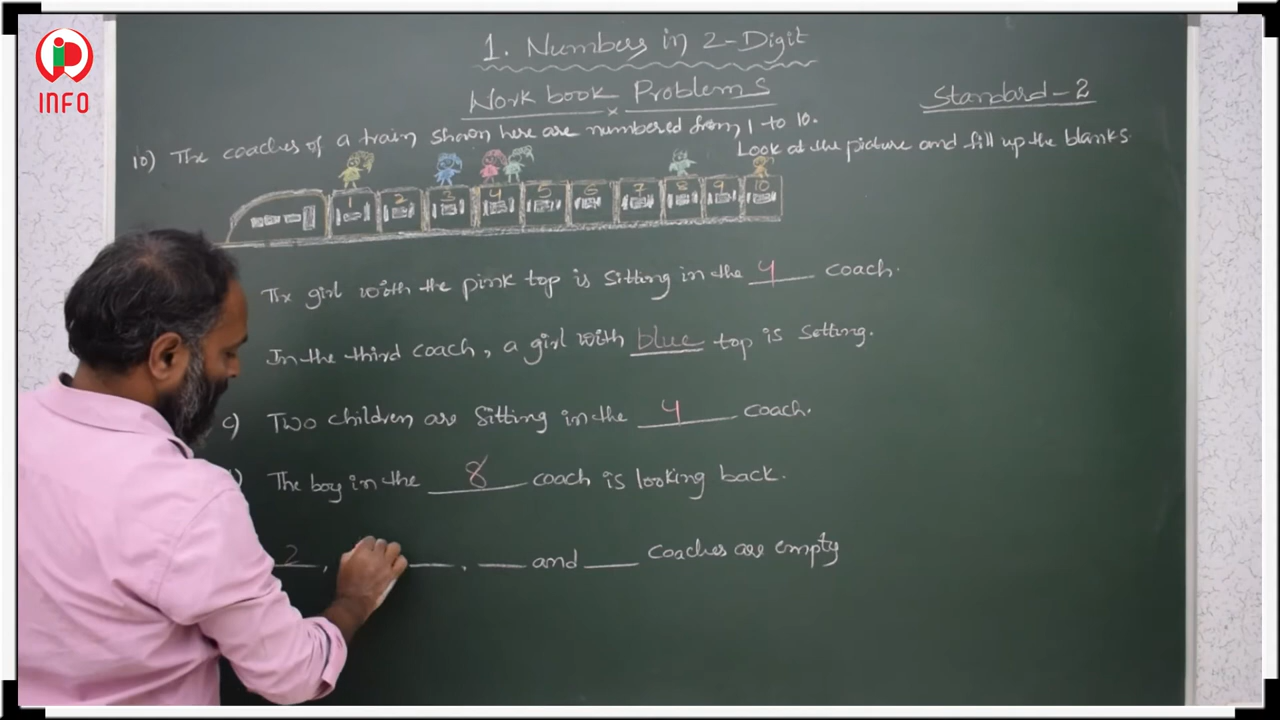 INFO
1. Numbers in 2-Digit
Work book Problems
Standard-2
10) The coaches of a train shown here are numbered from 1 to 10.
Look at the picture and fill up the blanks
1 2 3 4 5 6 7 8 9 10
The girl with the pink top is sitting in the 4 coach.
In the third coach, a girl with blue top is setting.
c) Two children are sitting in the 4 coach.
) The boy in the 8 coach is looking back.
2, __, __ and __ coaches are empty